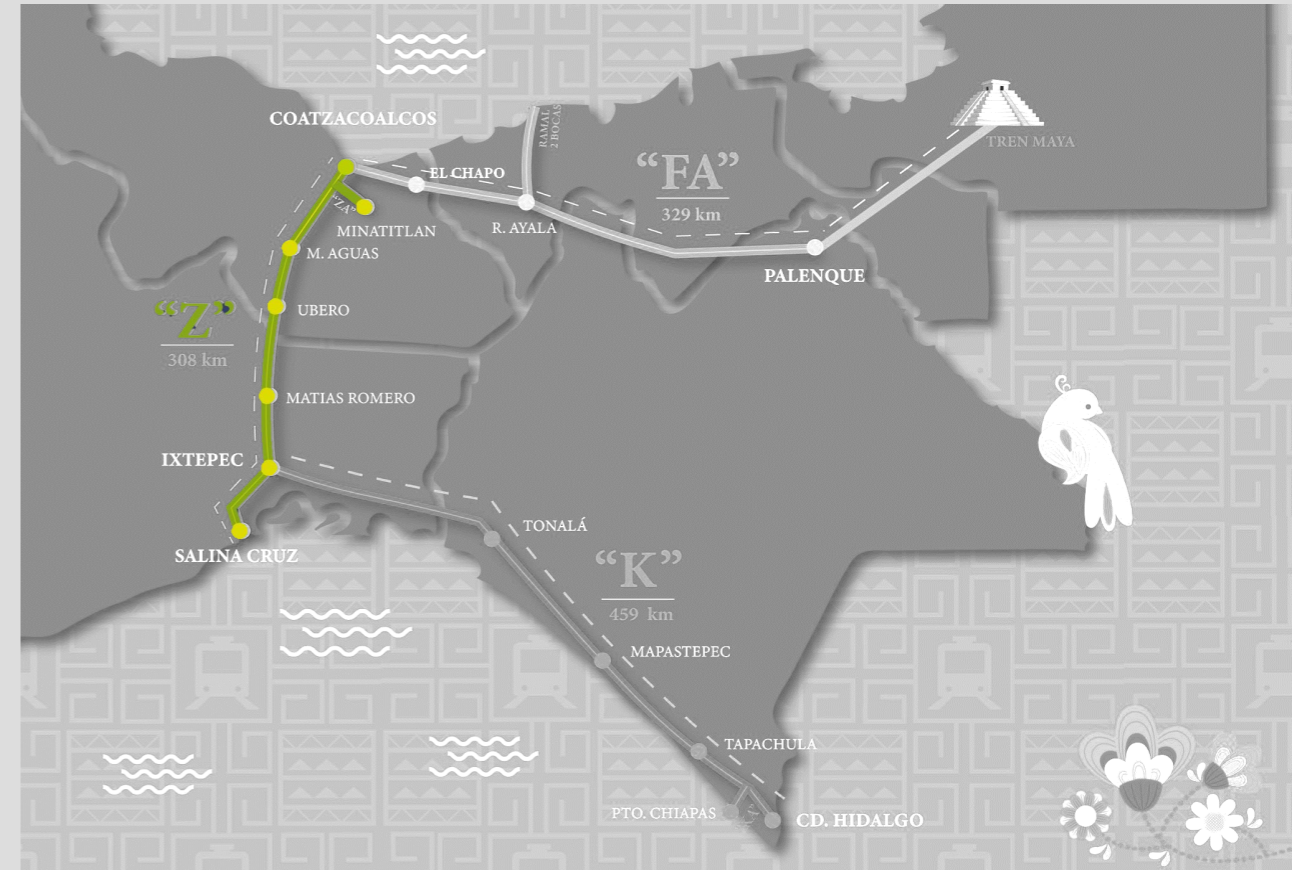 COATZACOALCOS
RAMAL
2 BOCAS
TREN MAYA
“FA”
329 km
EL CHAPO
"ZA"
MINATITLAN
R. AYALA
M. AGUAS
PALENQUE
“Z”
308 km
UBERO
MATIAS ROMERO
IXTEPEC
TONALÁ
SALINA CRUZ
“K”
459 km
MAPASTEPEC
TAPACHULA
PTO. CHIAPAS
CD. HIDALGO